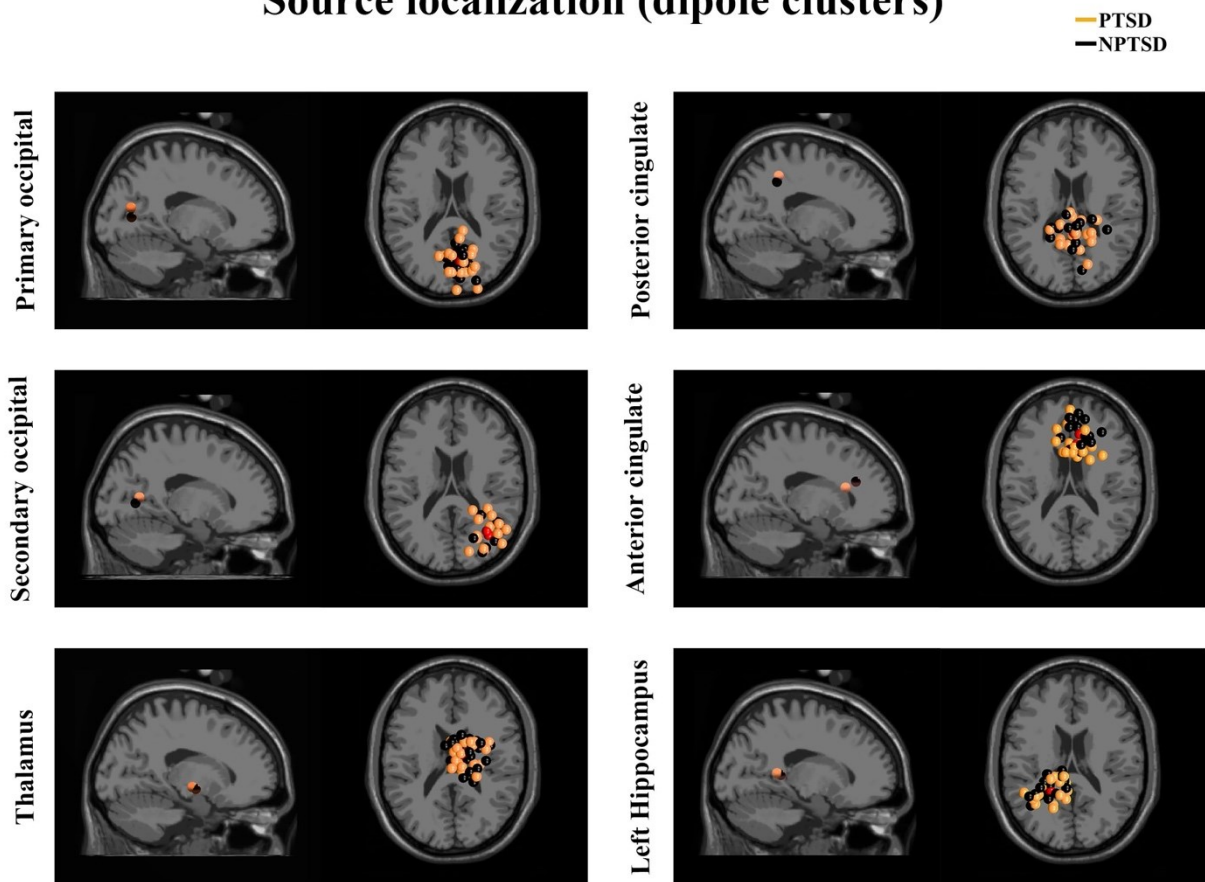 Source localization (dipole clusters)
PTSD
NPTSD
Primary occipital
Posterior cingulate
Secondary occipital
Anterior cingulate
Thalamus
Left Hippocampus